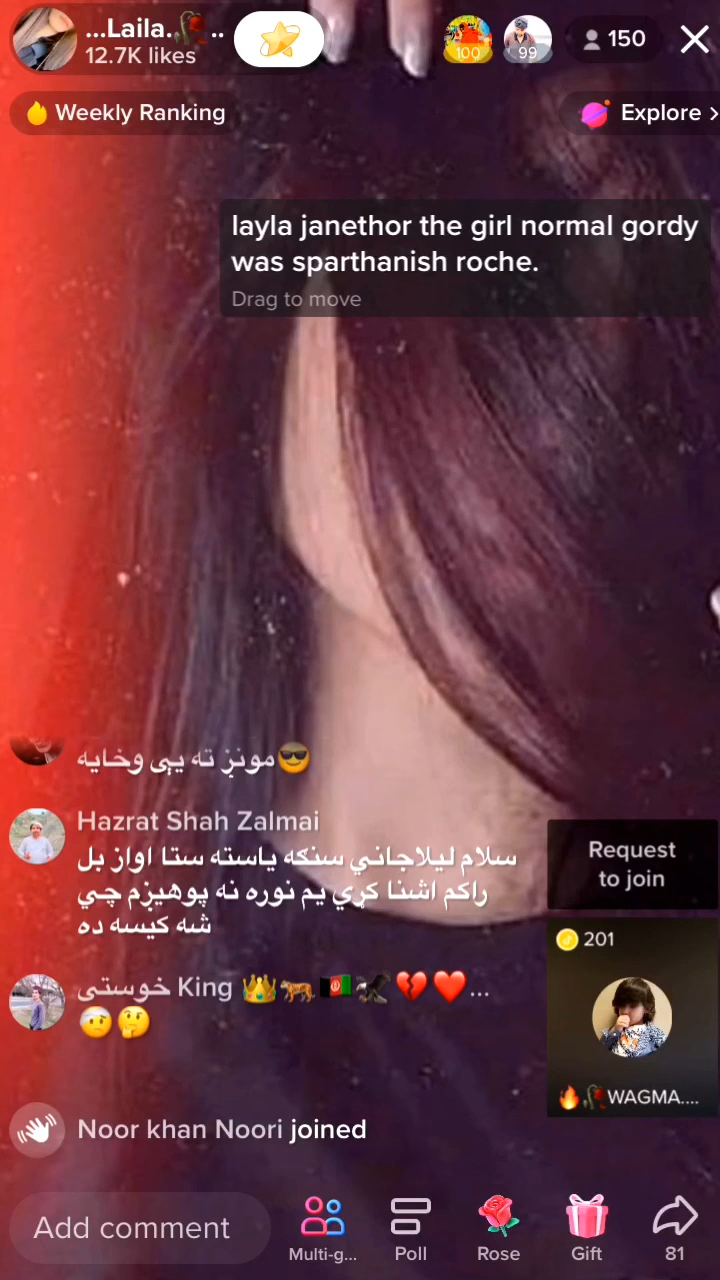 ...Laila.🥀..
12.7K likes
100
99
150
Weekly Ranking
Explore >
layla janethor the girl normal gordy
was sparthanish roche.
Drag to move
مونږ ته یې وخایه😎
Hazrat Shah Zalmai
سلام لیلاجاني سنګه یاسته ستا اواز بل
راکم اشنا کړي یم نوره نه پوهیږم چي
شه کیسه ده
خوستی King 👑🐅🇦🇫🦅💔❤️...
🤕🤔
Noor khan Noori joined
Request
to join
201
🔥🥀WAGMA....
Add comment
Multi-g...
Poll
Rose
Gift
81